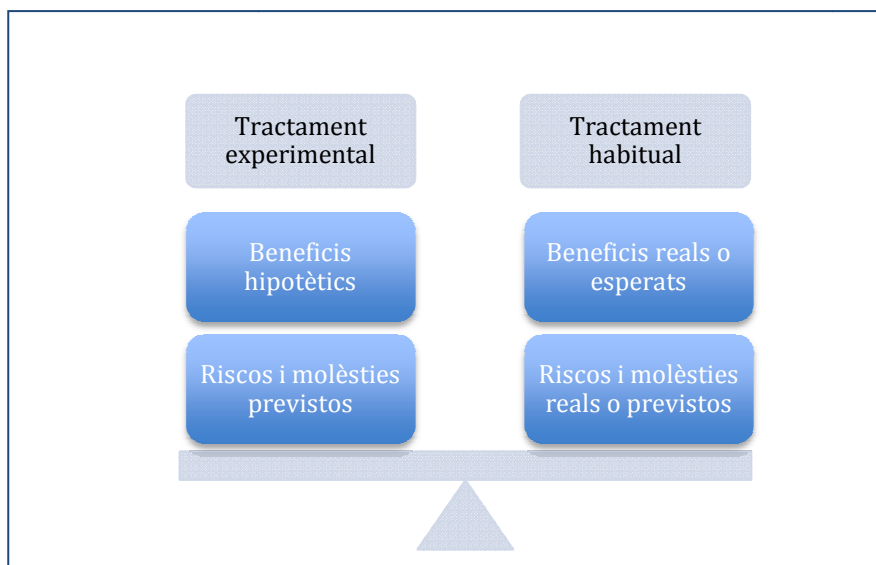 Tractament
experimental
Tractament
habitual
Beneficis
hipotètics
Beneficis reals o
esperats
Riscos i molèsties
previstos
Riscos i molèsties
reals o previstos